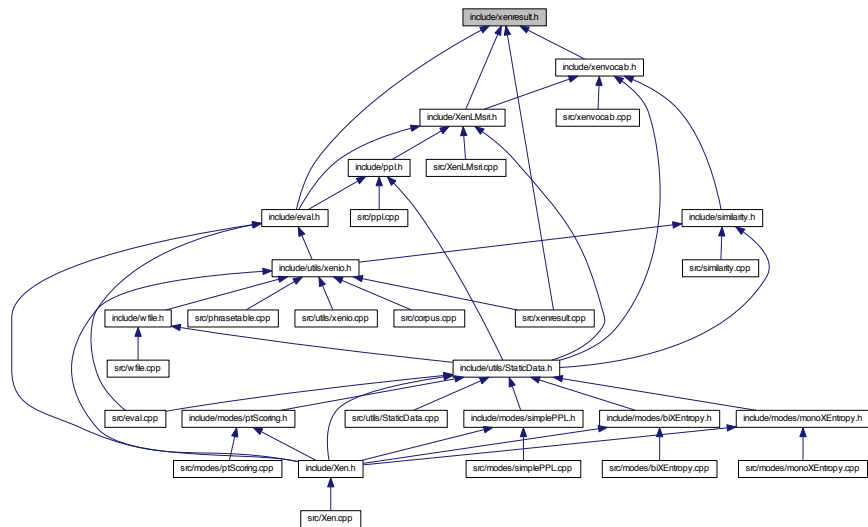 include/xenresult.h
include/xenvocab.h
include/XenLMsri.h
src/xenvocab.cpp
include/ppl.h
src/XenLMsri.cpp
include/eval.h
src/ppl.cpp
include/similarity.h
include/utils/xenio.h
src/similarity.cpp
include/wfile.h
src/phrasetable.cpp
src/utils/xenio.cpp
src/corpus.cpp
src/xenresult.cpp
src/wfile.cpp
include/utils/StaticData.h
src/eval.cpp
include/modes/ptScoring.h
src/utils/StaticData.cpp
include/modes/simplePPL.h
include/modes/biXEntropy.h
include/modes/monoXEntropy.h
src/modes/ptScoring.cpp
include/Xen.h
src/modes/simplePPL.cpp
src/modes/biXEntropy.cpp
src/modes/monoXEntropy.cpp
src/Xen.cpp